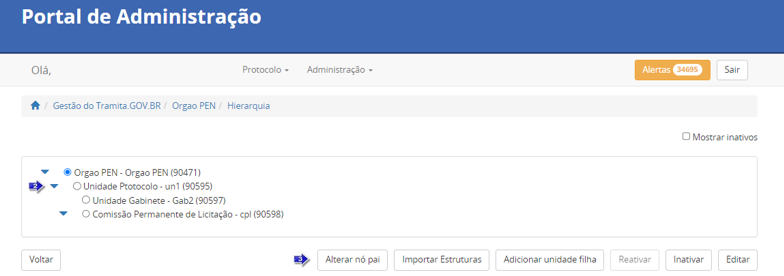 Portal de Administração
Olá, Protocolo Administração Alertas 34695 Sair
/ Gestão do Tramita.GOV.BR / Orgao PEN / Hierarquia
Mostrar inativos
Orgao PEN - Orgao PEN (90471)
2 Unidade Ptotocolo - un1 (90595)
Unidade Gabinete - Gab2 (90597)
Comissão Permanente de Licitação - cpl (90598)
Voltar 3 Alterar nó pai Importar Estruturas Adicionar unidade filha Reativar Inativar Editar